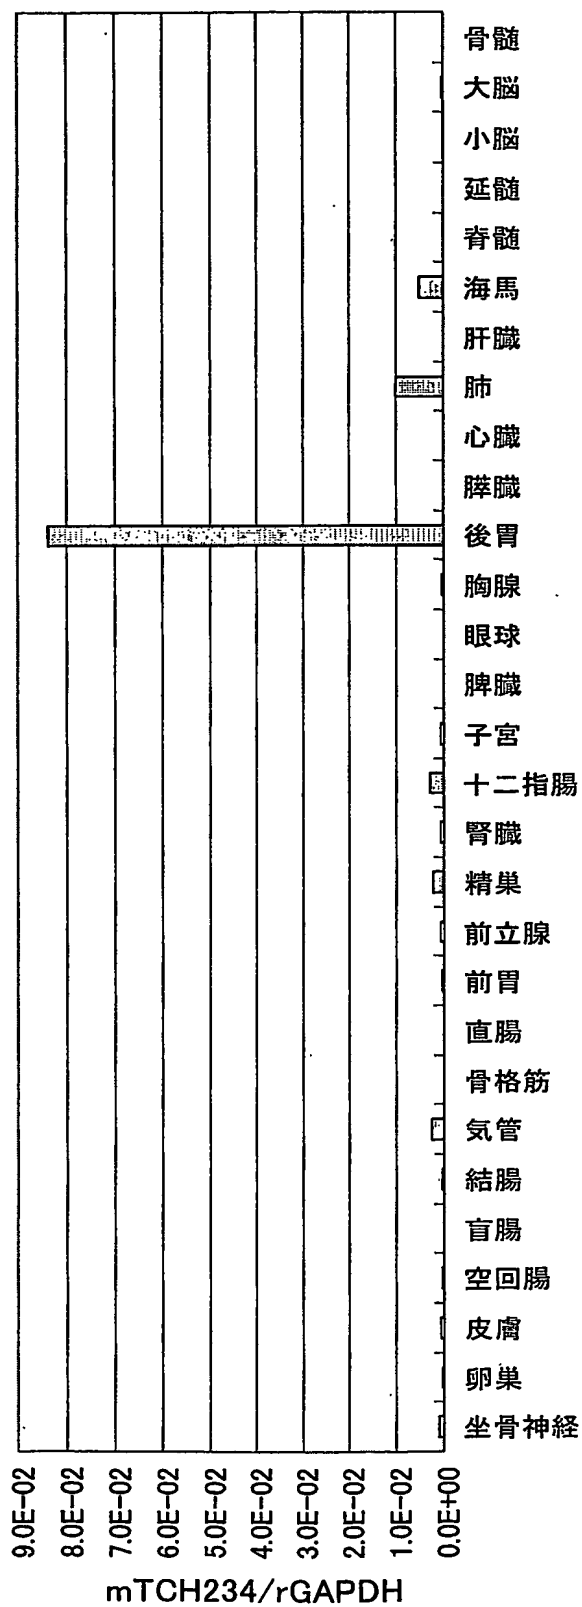 骨髄
大脳
小脳
延髄
脊髄
海馬
肝臓
肺
心臓
膵臓
後胃
胸腺
眼球
脾臓
子宮
十二指腸
腎臓
精巣
前立腺
前胃
直腸
骨格筋
気管
結腸
盲腸
空回腸
皮膚
卵巣
坐骨神経
9.0E-02
8.0E-02
7.0E-02
6.0E-02
5.0E-02
4.0E-02
3.0E-02
2.0E-02
1.0E-02
0.0E+00
mTCH234/rGAPDH